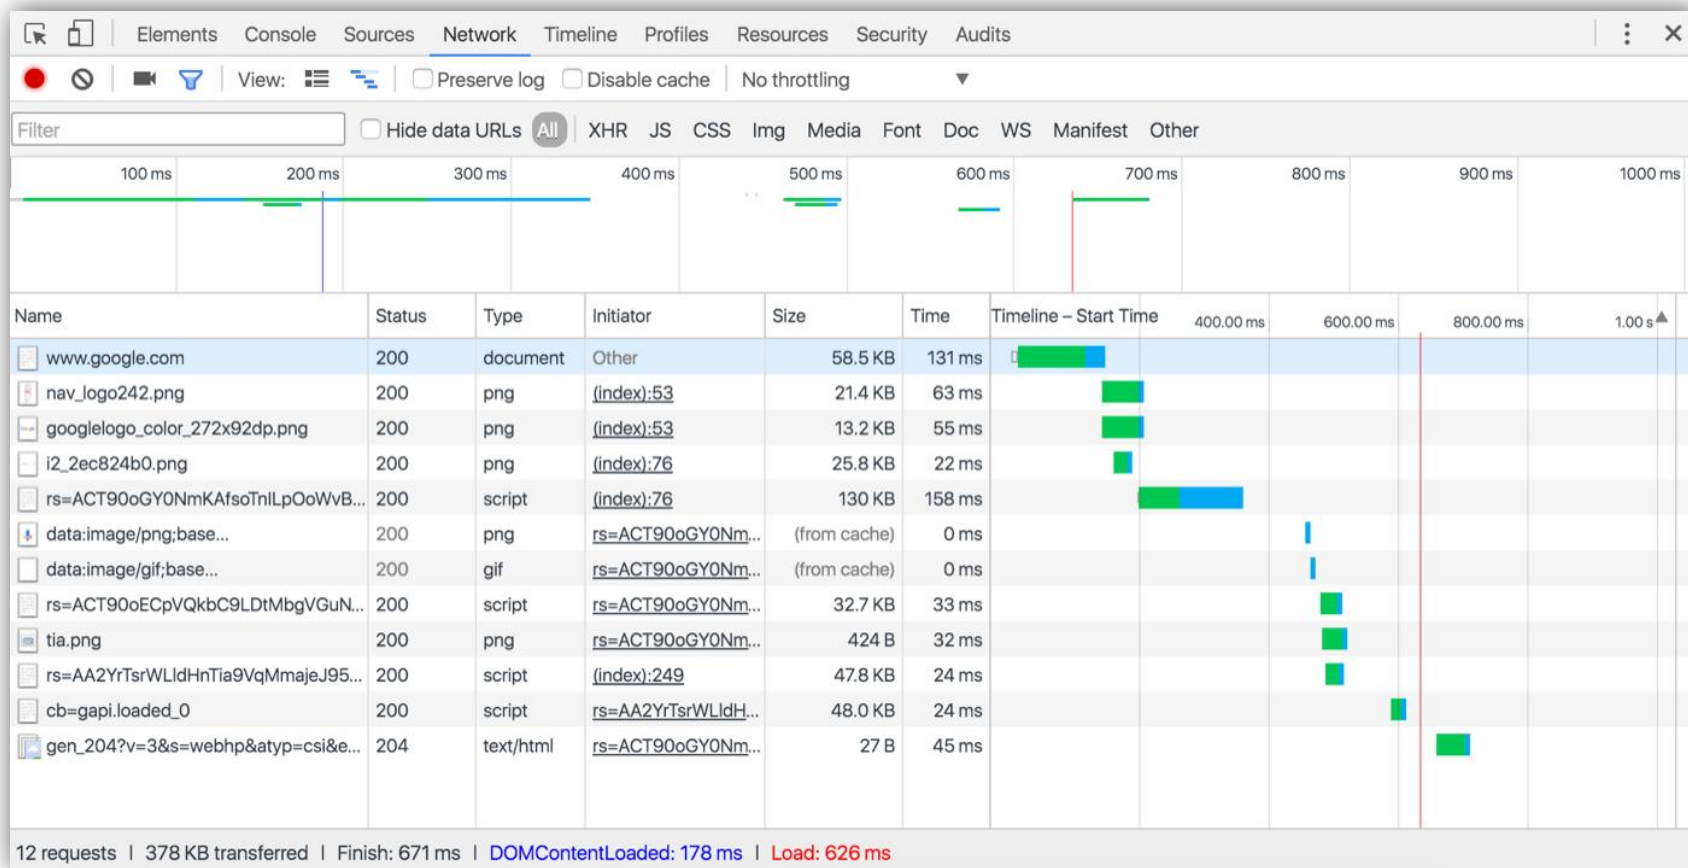 Elements Console Sources Network Timeline Profiles Resources Security Audits
View: Preserve log Disable cache No throttling
Filter Hide data URLs All XHR JS CSS Img Media Font Doc WS Manifest Other
100 ms 200 ms 300 ms 400 ms 500 ms 600 ms 700 ms 800 ms 900 ms 1000 ms
Name Status Type Initiator Size Time Timeline – Start Time 400.00 ms 600.00 ms 800.00 ms 1.00 s
www.google.com 200 document Other 58.5 KB 131 ms
nav_logo242.png 200 png (index):53 21.4 KB 63 ms
googlelogo_color_272x92dp.png 200 png (index):53 13.2 KB 55 ms
i2_2ec824b0.png 200 png (index):76 25.8 KB 22 ms
rs=ACT90oGY0NmKAfsoTnILpOoWvB... 200 script (index):76 130 KB 158 ms
data:image/png;base... 200 png rs=ACT90oGY0Nm... (from cache) 0 ms
data:image/gif;base... 200 gif rs=ACT90oGY0Nm... (from cache) 0 ms
rs=ACT90oECpVQkbC9LDtMbgVGuN... 200 script rs=ACT90oGY0Nm... 32.7 KB 33 ms
tia.png 200 png rs=ACT90oGY0Nm... 424 B 32 ms
rs=AA2YrTsrWLldHnTia9VqMmajeJ95... 200 script (index):249 47.8 KB 24 ms
cb=gapi.loaded_0 200 script rs=AA2YrTsrWLldH... 48.0 KB 24 ms
gen_204?v=3&s=webhp&atyp=csi&e... 204 text/html rs=ACT90oGY0Nm... 27 B 45 ms
12 requests | 378 KB transferred | Finish: 671 ms | DOMContentLoaded: 178 ms | Load: 626 ms